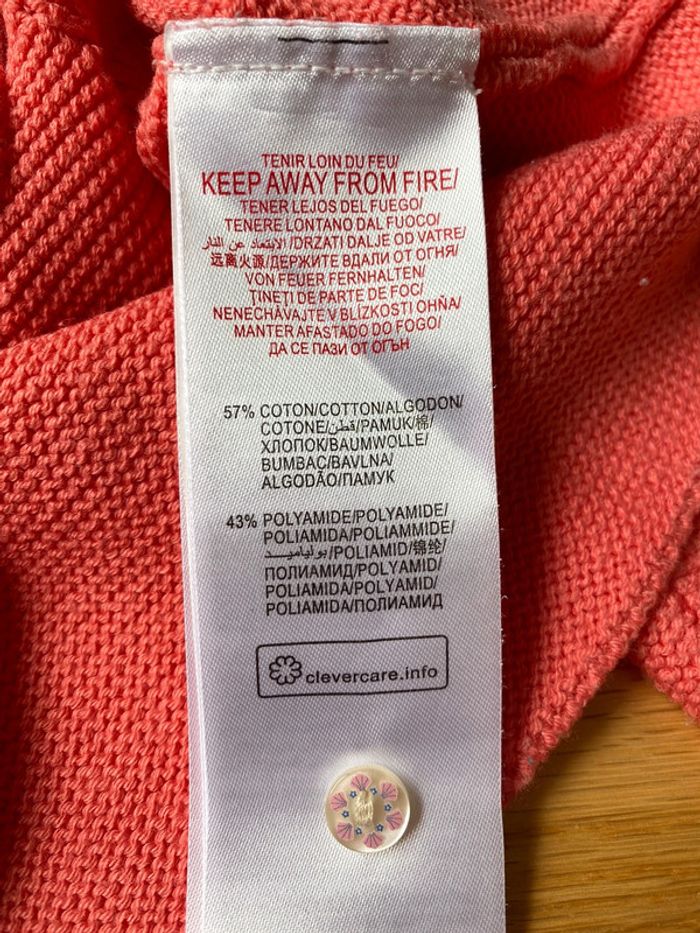 TENIR LOIN DU FEU/
KEEP AWAY FROM FIRE/
TENER LEJOS DEL FUEGO/
TENERE LONTANO DAL FUOCO/
الابتعاد عن النار /DRZATI DALJE OD VATRE/
远离火源/ДЕРЖИТЕ ВДАЛИ ОТ ОГНЯ/
VON FEUER FERNHALTEN/
ȚINEȚI DE PARTE DE FOC/
NENECHÁVAJTE V BLÍZKOSTI OHŇA/
MANTER AFASTADO DO FOGO/
ДА СЕ ПАЗИ ОТ ОГЪН
57% COTON/COTTON/ALGODON/
COTONE/قطن/PAMUK/棉/
ХЛОПОК/BAUMWOLLE/
BUMBAC/BAVLNA/
ALGODÃO/ПАМУК
43% POLYAMIDE/POLYAMIDE/
POLIAMIDA/POLIAMMIDE/
بولياميد/POLIAMID/锦纶/
ПОЛИАМИД/POLYAMID/
POLIAMIDA/POLYAMID/
POLIAMIDA/ПОЛИАМИД
clevercare.info